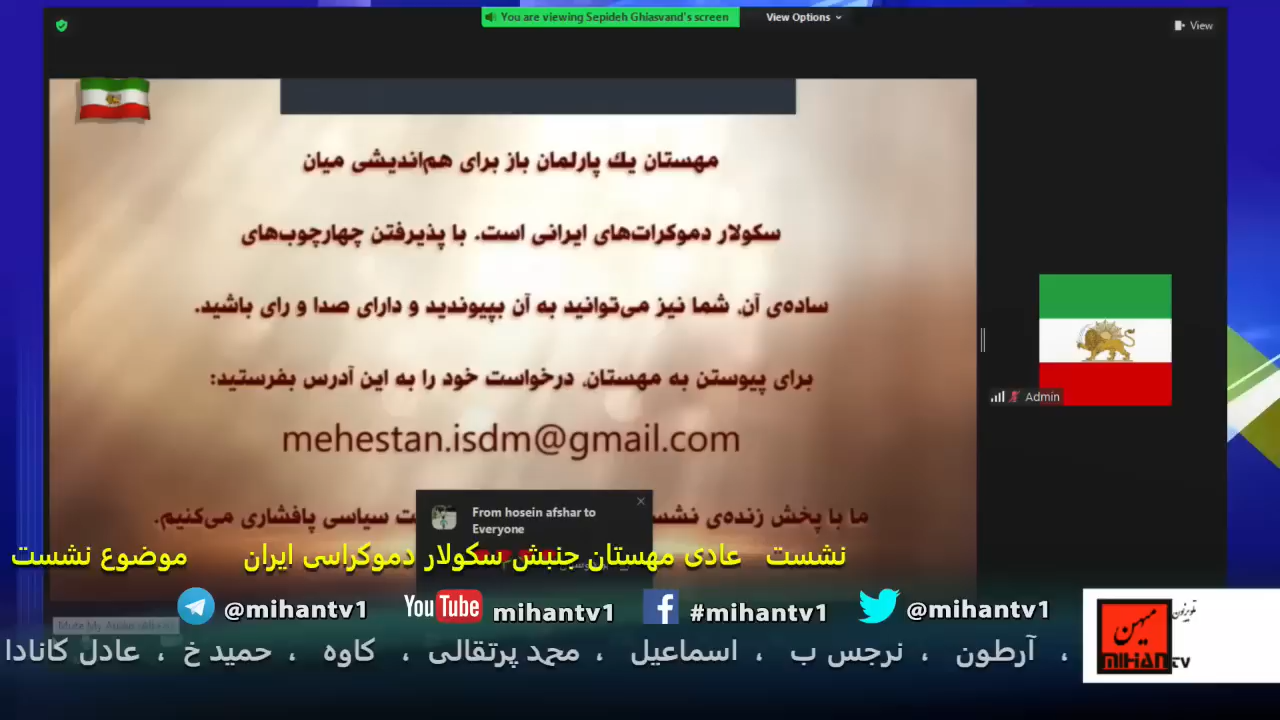 You are viewing Sepideh Ghiasvand's screen
View Options
View
مهستان یك پارلمان باز برای هم‌اندیشی میان
سکولار دموکرات‌های ایرانی است. با پذیرفتن چهارچوب‌های
ساده‌ی آن، شما نیز می‌توانید به آن بپیوندید و دارای صدا و رای باشید.
برای پیوستن به مهستان، درخواست خود را به این آدرس بفرستید:
mehestan.isdm@gmail.com
Admin
From hosein afshar to
Everyone
ما با پخش زنده‌ی سیاسی پافشاری می‌کنیم.
نشست عادی مهستان جنبش سکولار دموکراسی ایران موضوع نشست
@mihantv1 YouTube mihantv1 #mihantv1 @mihantv1
، آرطون ، نرجس ب ، اسماعیل ، محمد پرتقالی ، کاوه ، حمید خ ، عادل کانادا
تلویزیون
میهن
MIHAN TV